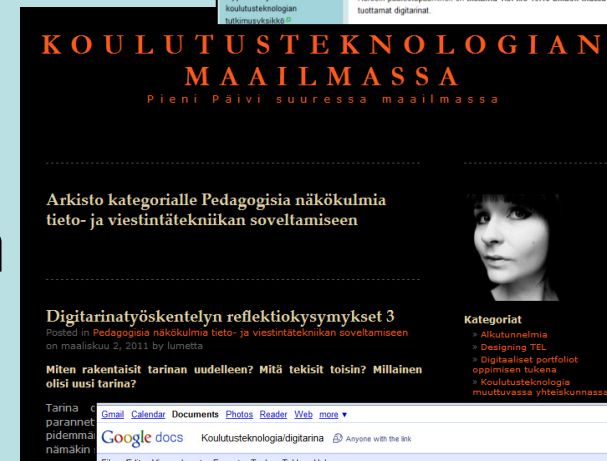 koulutusteknologian
tutkimusyksikkö
tuottamat digitarinat.
KOULUTUSTEKNOLOGIAN
MAAILMASSA
Pieni Päivi suuressa maailmassa
Arkisto kategorialle Pedagogisia näkökulmia
tieto- ja viestintätekniikan soveltamiseen
Digitarinatyöskentelyn reflektiokysymykset 3
Posted in Pedagogisia näkökulmia tieto- ja viestintätekniikan soveltamiseen
on maaliskuu 2, 2011 by lumetta
Miten rakentaisit tarinan uudelleen? Mitä tekisit toisin? Millainen
olisi uusi tarina?
Tarina
parannet
pidemmä
nämäkin
Kategoriat
» Alkutunnelmia
» Designing TEL
» Digitaaliset portfoliot
oppimisen tukena
» Koulutusteknologia
muuttuvassa yhteiskunnassa
Gmail Calendar Documents Photos Reader Web more ▼
Google docs Koulutusteknologia/digitarina Anyone with the link